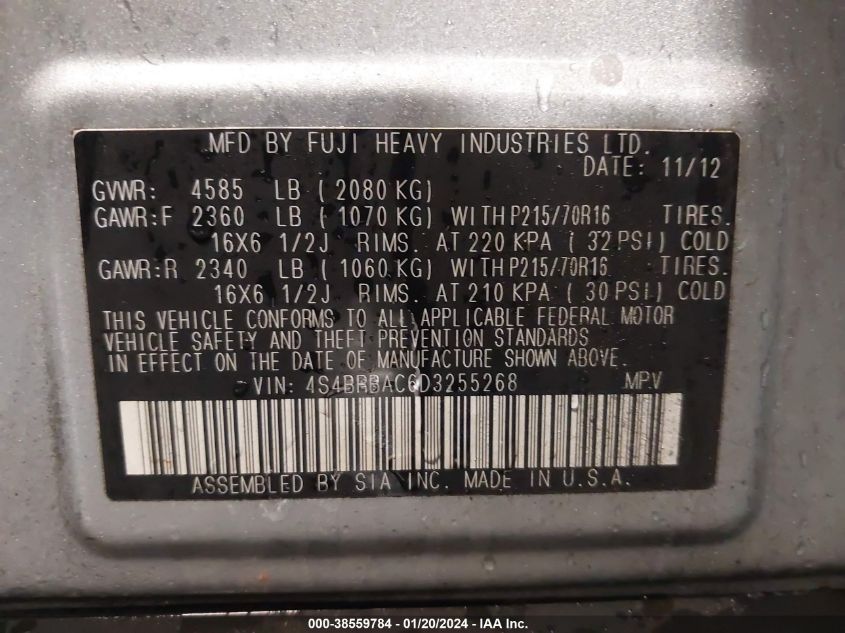 MFD BY FUJI HEAVY INDUSTRIES LTD.
DATE: 11/12
GVWR: 4585 LB ( 2080 KG)
GAWR:F 2360 LB ( 1070 KG) WITH P215/70R16 TIRES.
16X6 1/2J RIMS. AT 220 KPA ( 32 PSI) COLD
GAWR:R 2340 LB ( 1060 KG) WITH P215/70R16 TIRES.
16X6 1/2J RIMS. AT 210 KPA ( 30 PSI) COLD
THIS VEHICLE CONFORMS TO ALL APPLICABLE FEDERAL MOTOR
VEHICLE SAFETY AND THEFT PREVENTION STANDARDS
IN EFFECT ON THE DATE OF MANUFACTURE SHOWN ABOVE.
VIN: 4S4BRBAC6D3255268 MPV
ASSEMBLED BY SIA INC. MADE IN U.S.A.
000-38559784 - 01/20/2024 - IAA Inc.